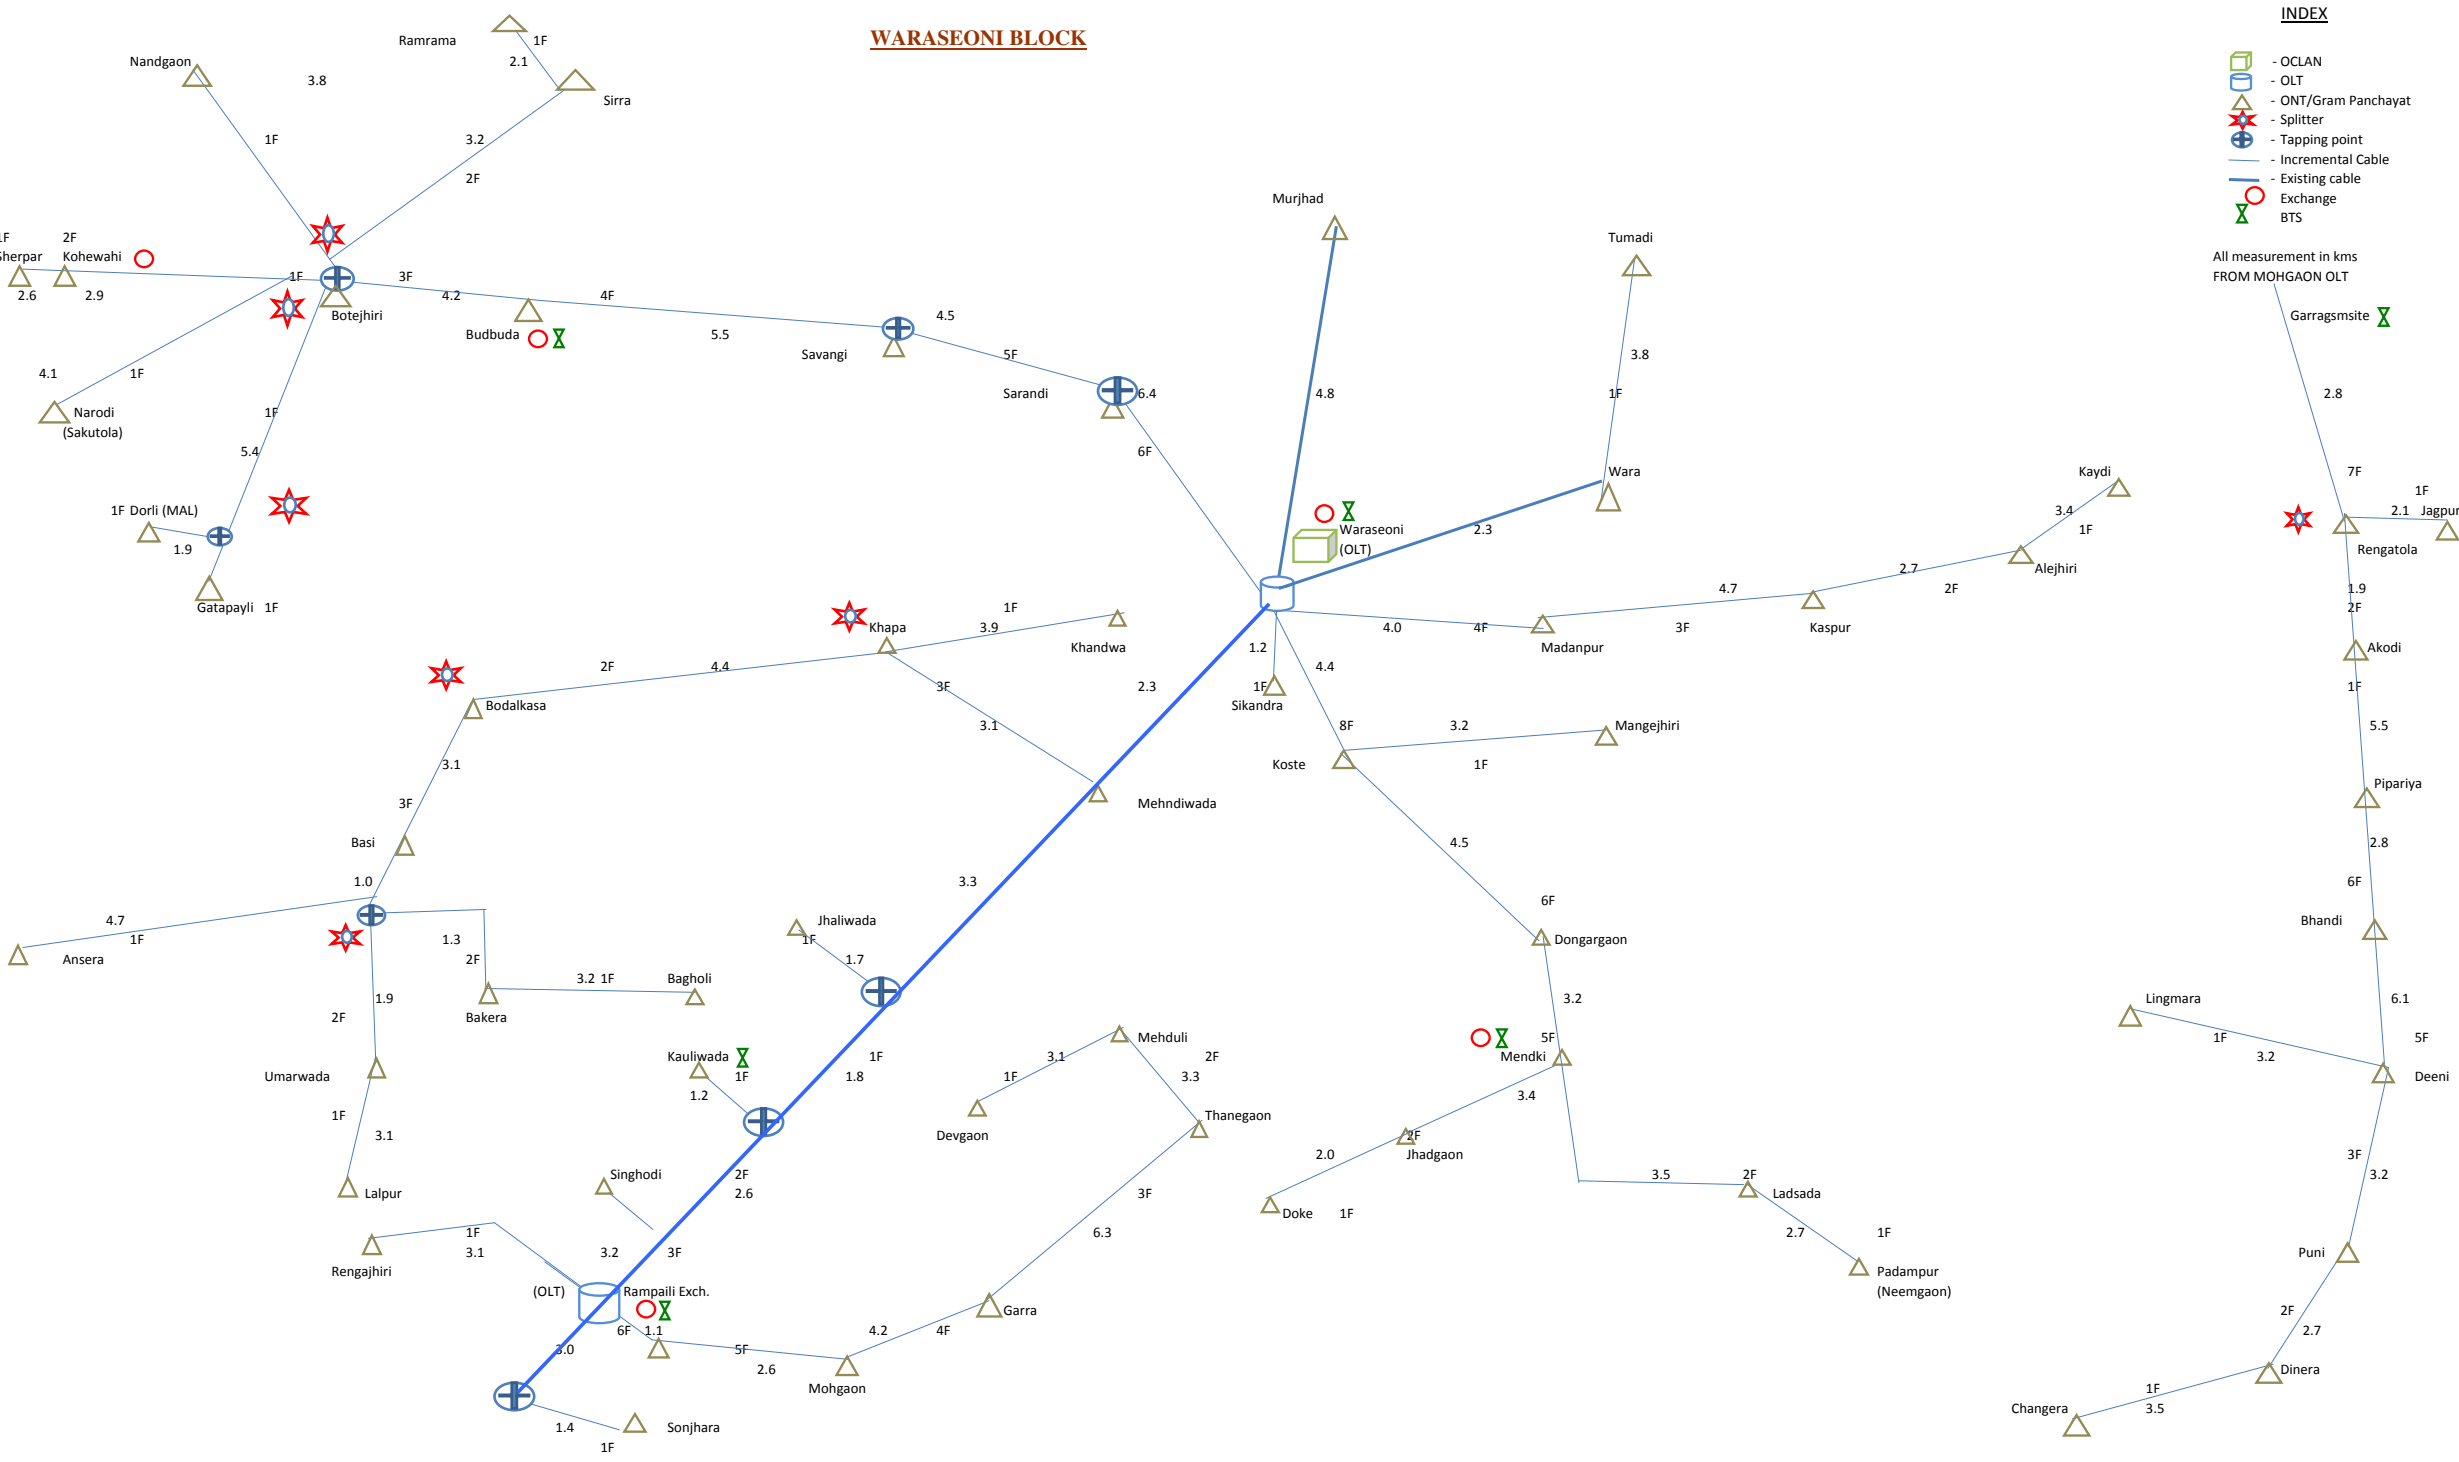 WARASEONI BLOCK
INDEX
- OCLAN
- OLT
- ONT/Gram Panchayat
- Splitter
- Tapping point
- Incremental Cable
- Existing cable
Exchange
BTS
All measurement in kms
FROM MOHGAON OLT
Ramrama
1F
2.1
Nandgaon
3.8
Sirra
1F
3.2
2F
1F
2F
Sherpar
Kohewahi
2.6
2.9
1F
3F
4.2
4F
Botejhiri
Budbuda
5.5
4.5
Savangi
5F
Sarandi
6.4
6F
4.1
1F
Narodi
(Sakutola)
1F
5.4
1F Dorli (MAL)
1.9
Gatapayli
1F
Murjhad
4.8
Tumadi
3.8
1F
Wara
Waraseoni
(OLT)
2.3
Kaydi
3.4
1F
Alejhiri
2.7
2F
4.7
3F
Kaspur
4.0
4F
Madanpur
1.2
1F
Sikandra
4.4
8F
Koste
3.2
1F
Mangejhiri
Garragsmsite
2.8
7F
1F
2.1
Jagpur
Rengatola
1.9
2F
Akodi
1F
5.5
Pipariya
2.8
6F
Bhandi
6.1
5F
Deeni
Lingmara
1F
3.2
3F
3.2
Puni
2F
2.7
Dinera
1F
3.5
Changera
Khapa
1F
3.9
Khandwa
2F
4.4
3F
3.1
2.3
Bodalkasa
Mehndiwada
3.1
3F
Basi
1.0
4.7
1F
Ansera
1.3
2F
3.2 1F
Bagholi
Bakera
1.9
2F
Umarwada
1F
3.1
Lalpur
3.3
Jhaliwada
1F
1.7
1F
1.8
Kauliwada
1F
1.2
2F
2.6
Singhodi
3.2
3F
1F
3.1
Rengajhiri
(OLT)
Rampaili Exch.
6F
1.1
3.0
5F
2.6
Mohgaon
1.4
1F
Sonjhara
4.2
4F
Garra
3F
6.3
Thanegaon
2F
3.3
Mehduli
3.1
1F
Devgaon
4.5
6F
Dongargaon
3.2
5F
Mendki
3.4
2F
Jhadgaon
2.0
Doke
1F
3.5
2F
Ladsada
2.7
1F
Padampur
(Neemgaon)